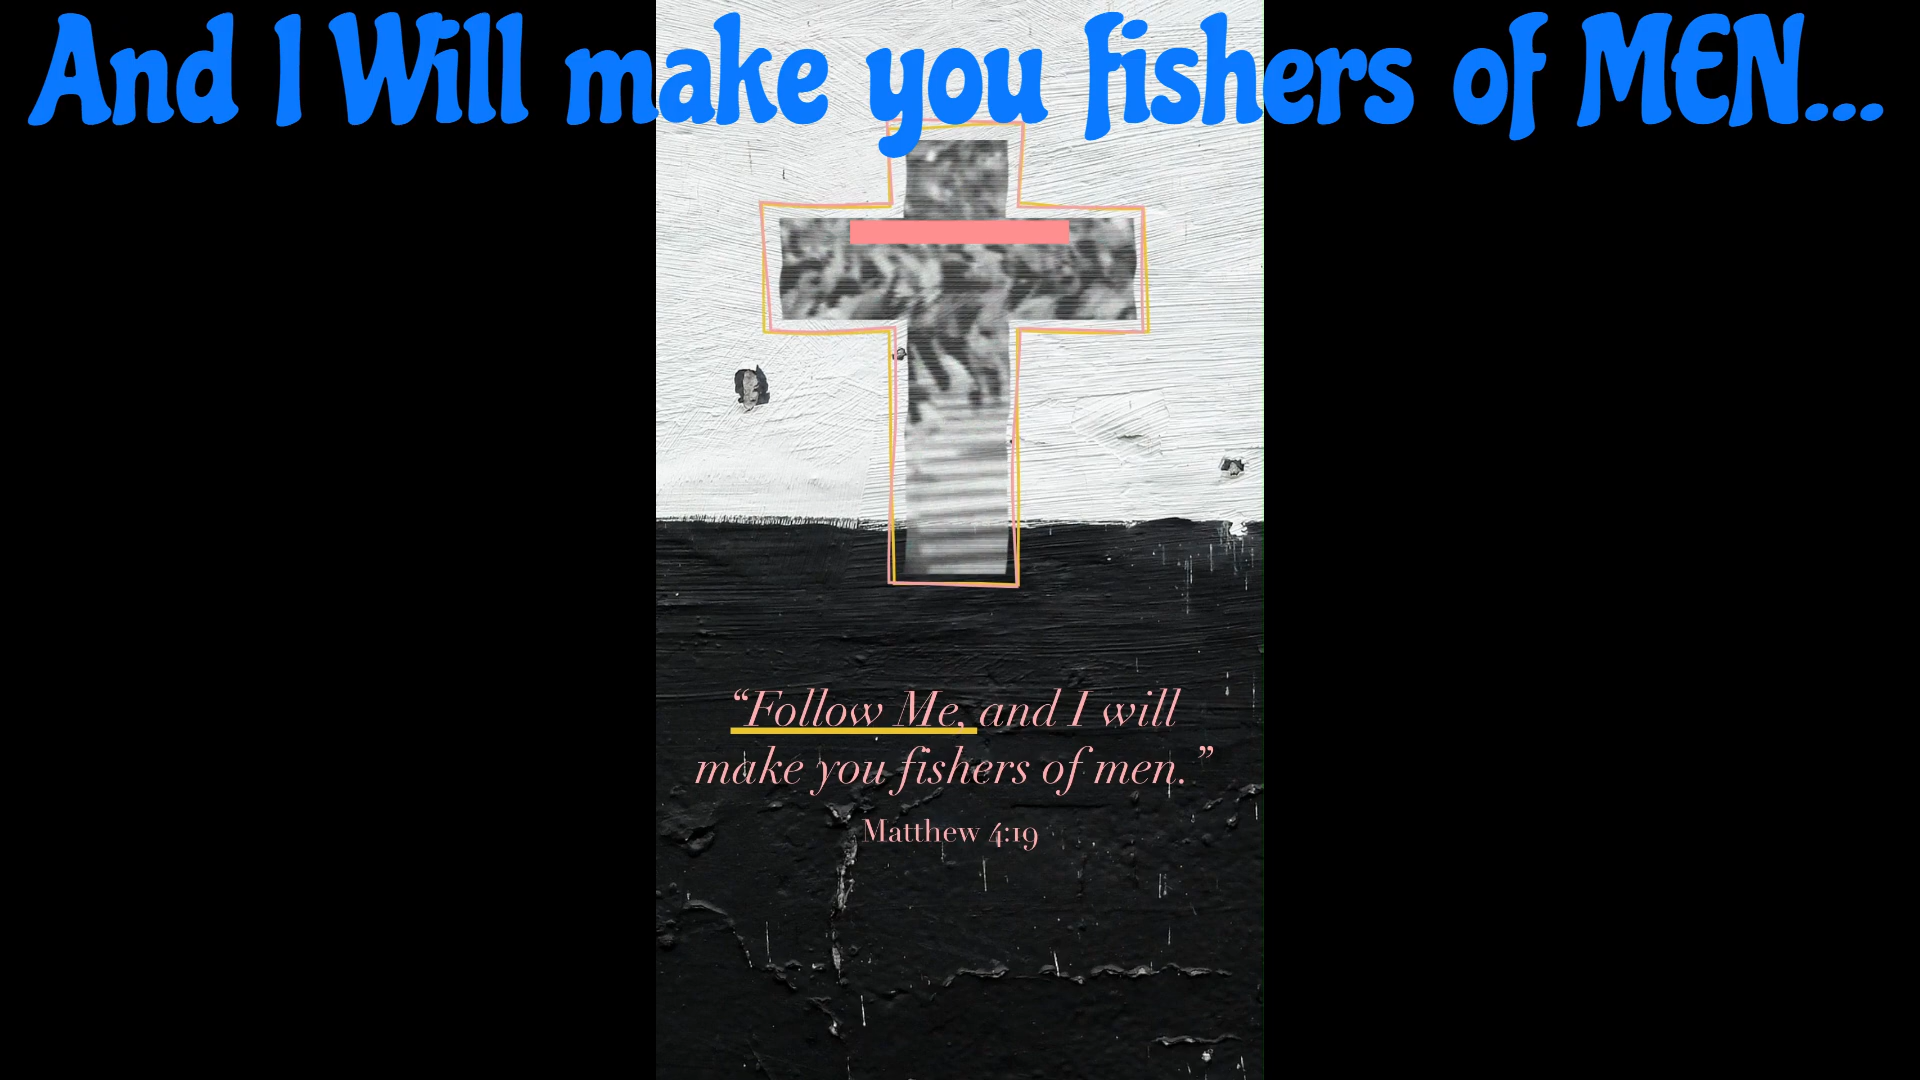 And I Will make you fishers of MEN...
“Follow Me, and I will
make you fishers of men.”
Matthew 4:19